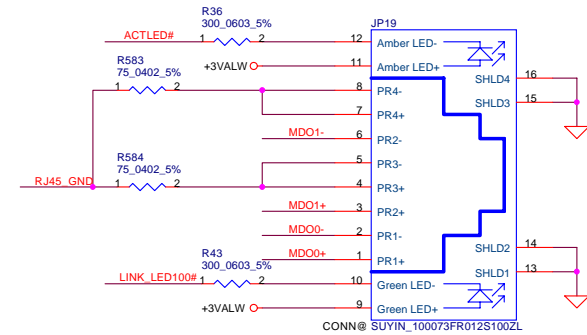 R36
300_0603_5%
JP19
ACTLED#
1
2
12
Amber LED-
+3VALW
11
Amber LED+
R583
75_0402_5%
SHLD4
16
1
2
8
PR4-
SHLD3
15
7
PR4+
MDO1-
6
PR2-
R584
75_0402_5%
5
PR3-
RJ45_GND
1
2
4
PR3+
MDO1+
3
PR2+
MDO0-
2
PR1-
SHLD2
14
R43
300_0603_5%
MDO0+
1
PR1+
SHLD1
13
LINK_LED100#
1
2
10
Green LED-
+3VALW
9
Green LED+
CONN@ SUYIN_100073FR012S100ZL